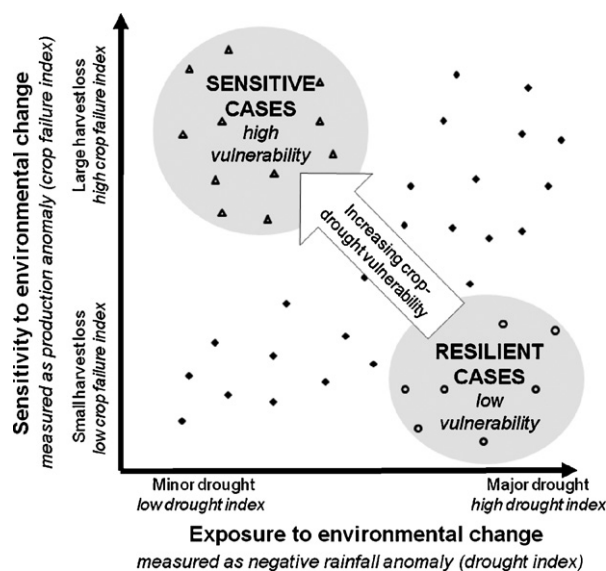 Sensitivity to environmental change
measured as production anomaly (crop failure index)
Large harvest loss
high crop failure index
Small harvest loss
low crop failure index
SENSITIVE
CASES
high
vulnerability
Increasing crop-
drought vulnerability
RESILIENT
CASES
low
vulnerability
Minor drought
low drought index
Major drought
high drought index
Exposure to environmental change
measured as negative rainfall anomaly (drought index)